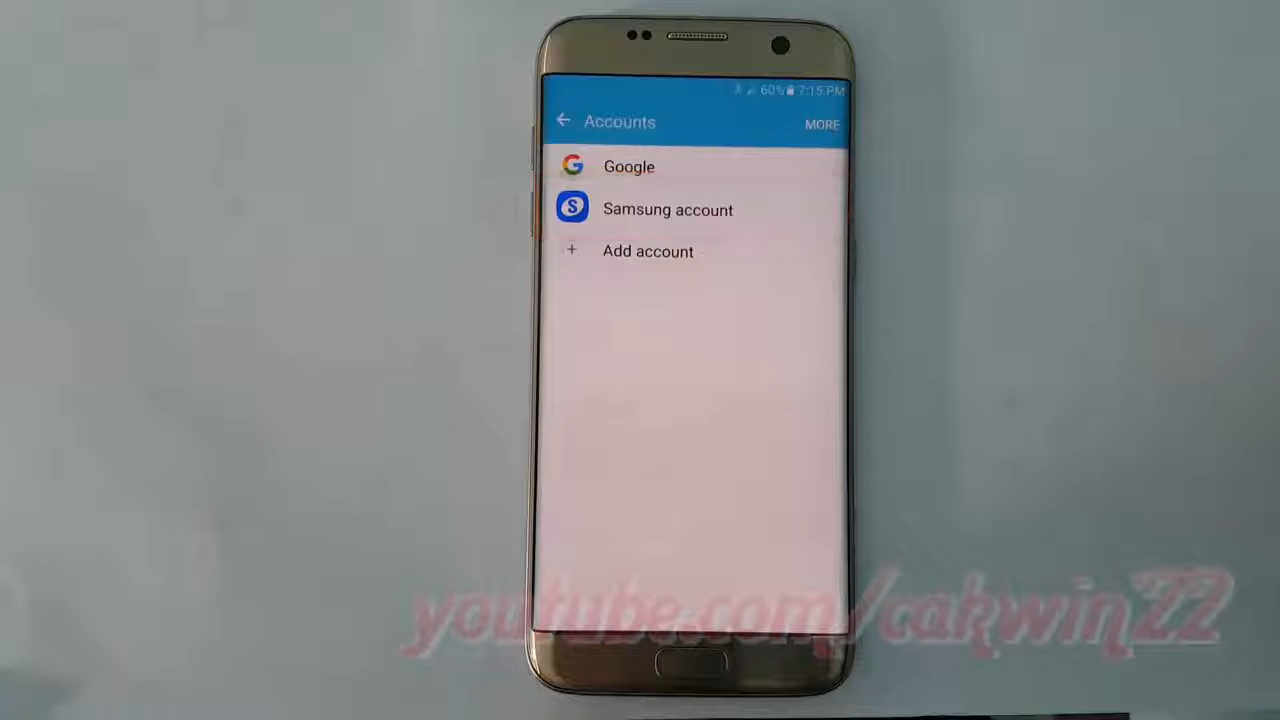 60% 7:15 PM
Accounts MORE
Google
Samsung account
Add account
youtube.com/cakwin22